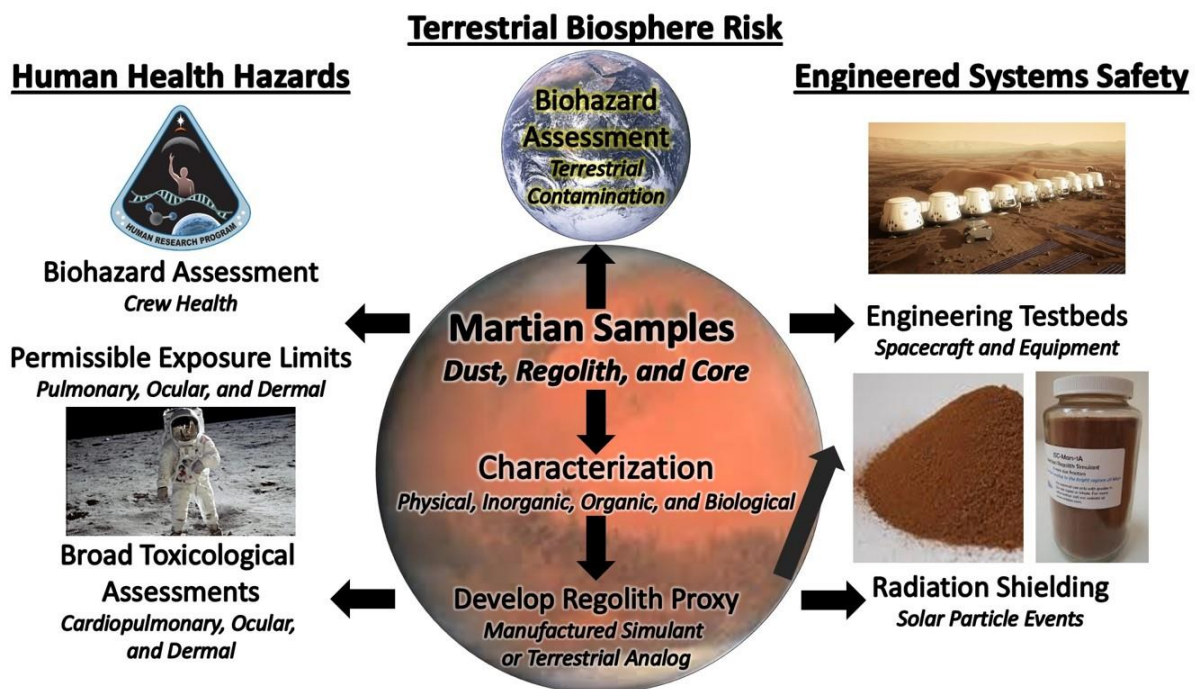 Terrestrial Biosphere Risk
Human Health Hazards
Engineered Systems Safety
Biohazard
Assessment
Terrestrial
Contamination
HUMAN RESEARCH PROGRAM
Biohazard Assessment
Crew Health
Permissible Exposure Limits
Pulmonary, Ocular, and Dermal
Broad Toxicological
Assessments
Cardiopulmonary, Ocular,
and Dermal
Martian Samples
Dust, Regolith, and Core
Characterization
Physical, Inorganic, Organic, and Biological
Develop Regolith Proxy
Manufactured Simulant
or Terrestrial Analog
Engineering Testbeds
Spacecraft and Equipment
Regolith Simulant
Radiation Shielding
Solar Particle Events